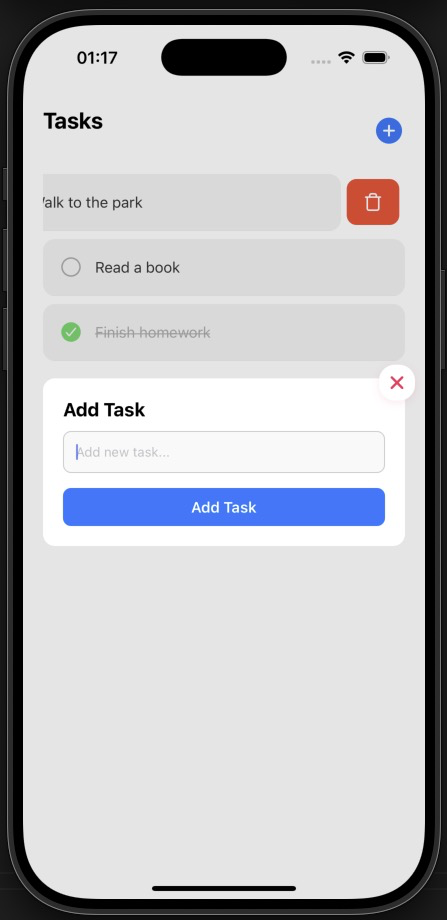 01:17
Tasks
alk to the park
Read a book
Finish homework
Add Task
Add new task...
Add Task